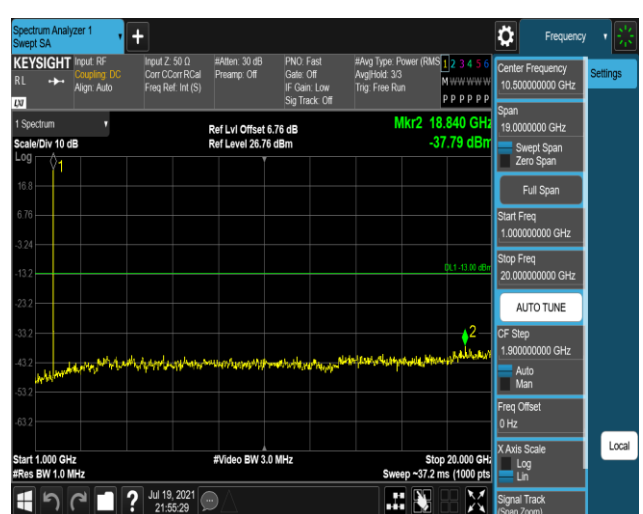 Spectrum Analyzer 1
Swept SA
+
Frequency
KEYSIGHT
RL
LXI
Input: RF
Coupling: DC
Align: Auto
Input Z: 50 Ω
Corr CCorr RCal
Freq Ref: Int (S)
#Atten: 30 dB
Preamp: Off
PNO: Fast
Gate: Off
IF Gain: Low
Sig Track: Off
#Avg Type: Power (RMS
Avg|Hold: 3/3
Trig: Free Run
1 2 3 4 5 6
M W W W W W
P P P P P P
Center Frequency
10.500000000 GHz
Settings
Span
19.0000000 GHz
Swept Span
Zero Span
Full Span
Start Freq
1.000000000 GHz
Stop Freq
20.000000000 GHz
AUTO TUNE
CF Step
1.900000000 GHz
Auto
Man
Freq Offset
0 Hz
X Axis Scale
Log
Lin
Local
Signal Track
(Span Zoom)
1 Spectrum
Scale/Div 10 dB
Log
Ref Lvl Offset 6.76 dB
Ref Level 26.76 dBm
Mkr2 18.840 GHz
-37.79 dBm
1
16.8
6.76
-3.24
-13.2
DL1 -13.00 dBm
-23.2
-33.2
2
-43.2
-53.2
-63.2
Start 1.000 GHz
#Res BW 1.0 MHz
#Video BW 3.0 MHz
Stop 20.000 GHz
Sweep ~37.2 ms (1000 pts
?
Jul 19, 2021
21:55:29